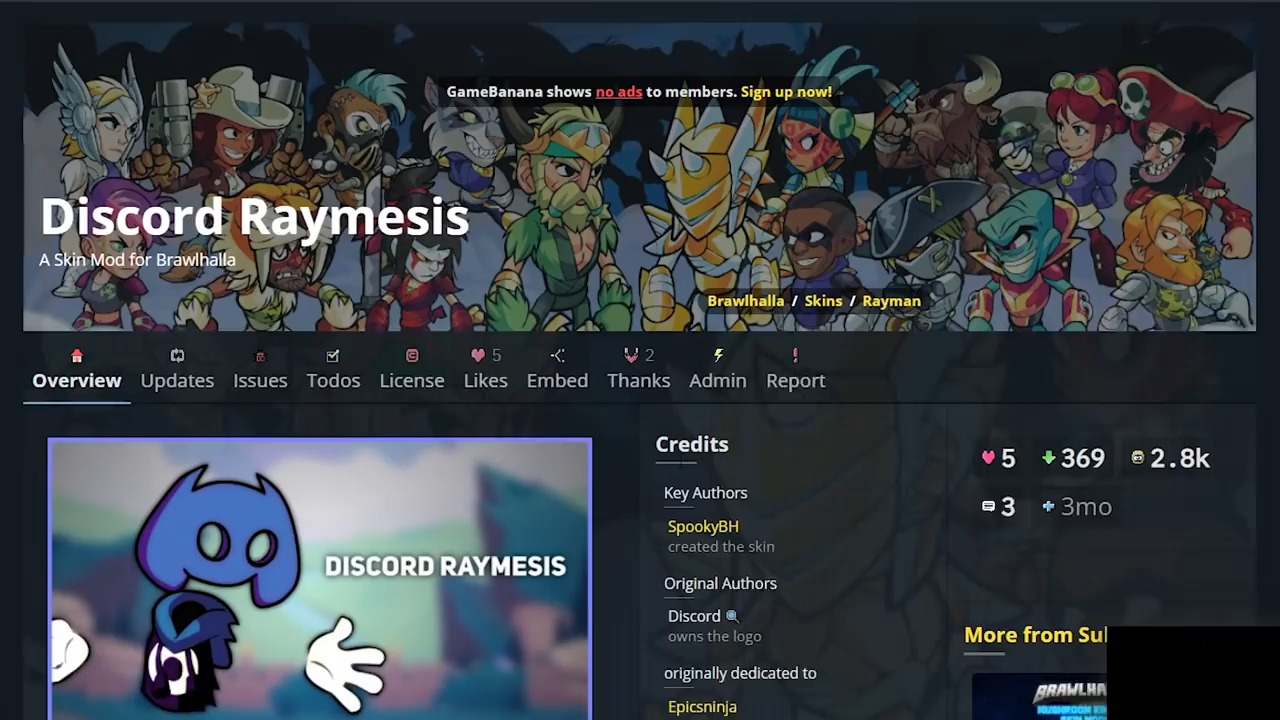 GameBanana shows no ads to members. Sign up now!
Discord Raymesis
A Skin Mod for Brawlhalla
Brawlhalla / Skins / Rayman
5
2
Overview Updates Issues Todos License Likes Embed Thanks Admin Report
Credits
5 369 2.8k
3 3mo
Key Authors
SpookyBH
created the skin
Original Authors
Discord
owns the logo
originally dedicated to
Epicsninja
DISCORD RAYMESIS
More from Sul
BRAWLHA